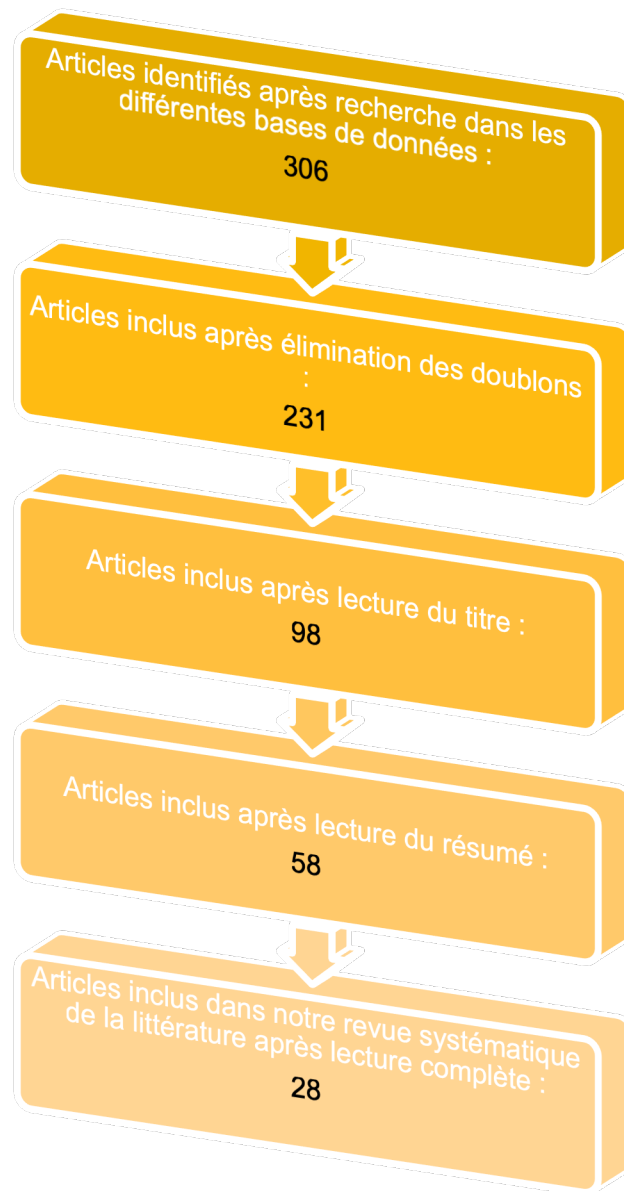 Articles identifiés après recherche dans les
différentes bases de données :
306
Articles inclus après élimination des doublons
:
231
Articles inclus après lecture du titre :
98
Articles inclus après lecture du résumé :
58
Articles inclus dans notre revue systématique
de la littérature après lecture complète :
28